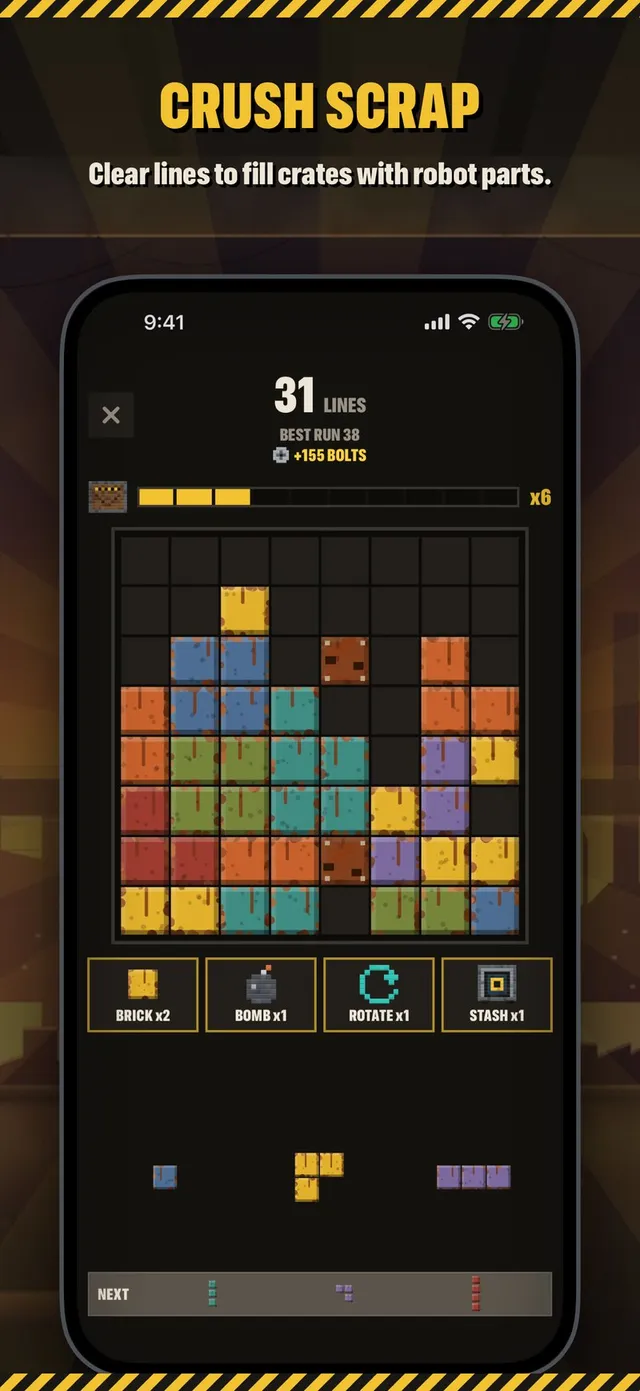 CRUSH SCRAP
Clear lines to fill crates with robot parts.
9:41
31 LINES
BEST RUN 38
+155 BOLTS
x6
BRICK x2
BOMB x1
ROTATE x1
STASH x1
NEXT